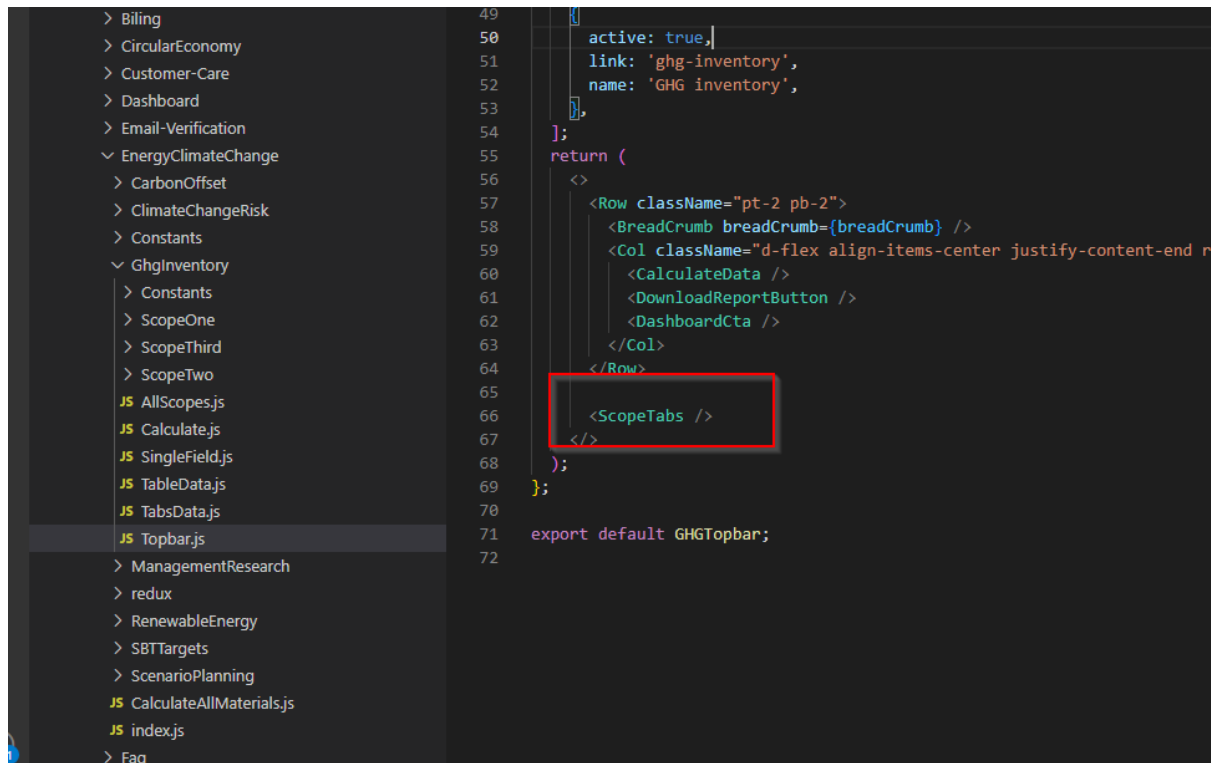 Biling
CircularEconomy
Customer-Care
Dashboard
Email-Verification
EnergyClimateChange
CarbonOffset
ClimateChangeRisk
Constants
GhgInventory
Constants
ScopeOne
ScopeThird
ScopeTwo
JS AllScopes.js
JS Calculate.js
JS SingleField.js
JS TableData.js
JS TabsData.js
JS Topbar.js
ManagementResearch
redux
RenewableEnergy
SBTTargets
ScenarioPlanning
JS CalculateAllMaterials.js
JS index.js
Faq
49 {
50 active: true,
51 link: 'ghg-inventory',
52 name: 'GHG inventory',
53 },
54 ];
55 return (
56 <>
57 <Row className="pt-2 pb-2">
58 <BreadCrumb breadCrumb={breadCrumb} />
59 <Col className="d-flex align-items-center justify-content-end r
60 <CalculateData />
61 <DownloadReportButton />
62 <DashboardCta />
63 </Col>
64 </Row>
65
66 <ScopeTabs />
67 </>
68 );
69 };
70
71 export default GHGTopbar;
72